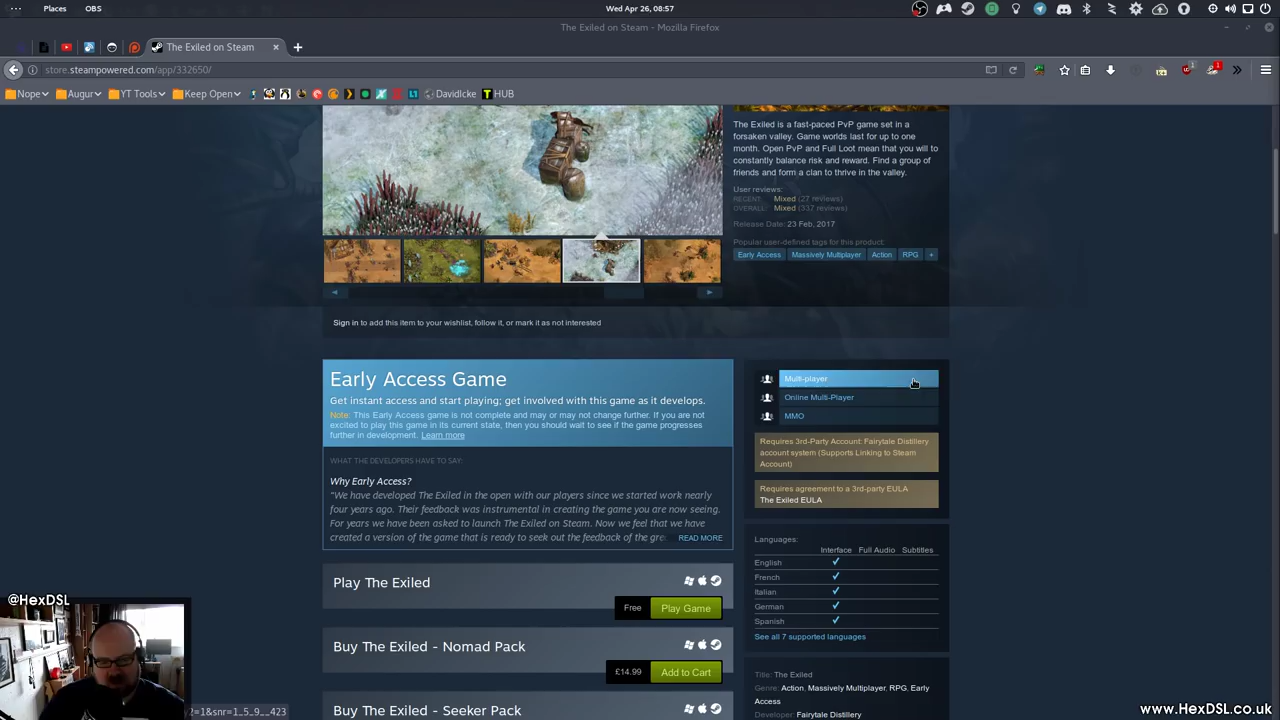 Places
OBS
Wed Apr 26, 08:57
The Exiled on Steam - Mozilla Firefox
The Exiled on Steam
store.steampowered.com/app/332650/
Nope
Augur
YT Tools
Keep Open
DavidIcke
HUB
The Exiled is a fast-paced PvP game set in a
forsaken valley. Game worlds last for up to one
month. Open PvP and Full Loot mean that you will to
constantly balance risk and reward. Find a group of
friends and form a clan to thrive in the valley.
User reviews:
RECENT: Mixed (27 reviews)
OVERALL: Mixed (337 reviews)
Release Date: 23 Feb, 2017
Popular user-defined tags for this product:
Early Access Massively Multiplayer Action RPG +
Sign in to add this item to your wishlist, follow it, or mark it as not interested
Early Access Game
Get instant access and start playing; get involved with this game as it develops.
Note: This Early Access game is not complete and may or may not change further. If you are
not excited to play this game in its current state, then you should wait to see if the game progresses
further in development. Learn more
WHAT THE DEVELOPERS HAVE TO SAY:
Why Early Access?
"We have developed The Exiled in the open with our players since we started work nearly
four years ago. Their feedback was instrumental in creating the game you are now seeing.
For years we have been asked to launch The Exiled on Steam. Now we feel that we have
created a version of the game that is ready to seek out the feedback of the gre
READ MORE
Multi-player
Online Multi-Player
MMO
Requires 3rd-Party Account: Fairytale Distillery
account system (Supports Linking to Steam
Account)
Requires agreement to a 3rd-party EULA
The Exiled EULA
Languages:
Interface Full Audio Subtitles
English
French
Italian
German
Spanish
See all 7 supported languages
Play The Exiled
Free
Play Game
Buy The Exiled - Nomad Pack
£14.99
Add to Cart
Buy The Exiled - Seeker Pack
Title: The Exiled
Genre: Action, Massively Multiplayer, RPG, Early
Access
Developer: Fairytale Distillery
@HexDSL
2=1&snr=1_5_9__423
www.HexDSL.co.uk